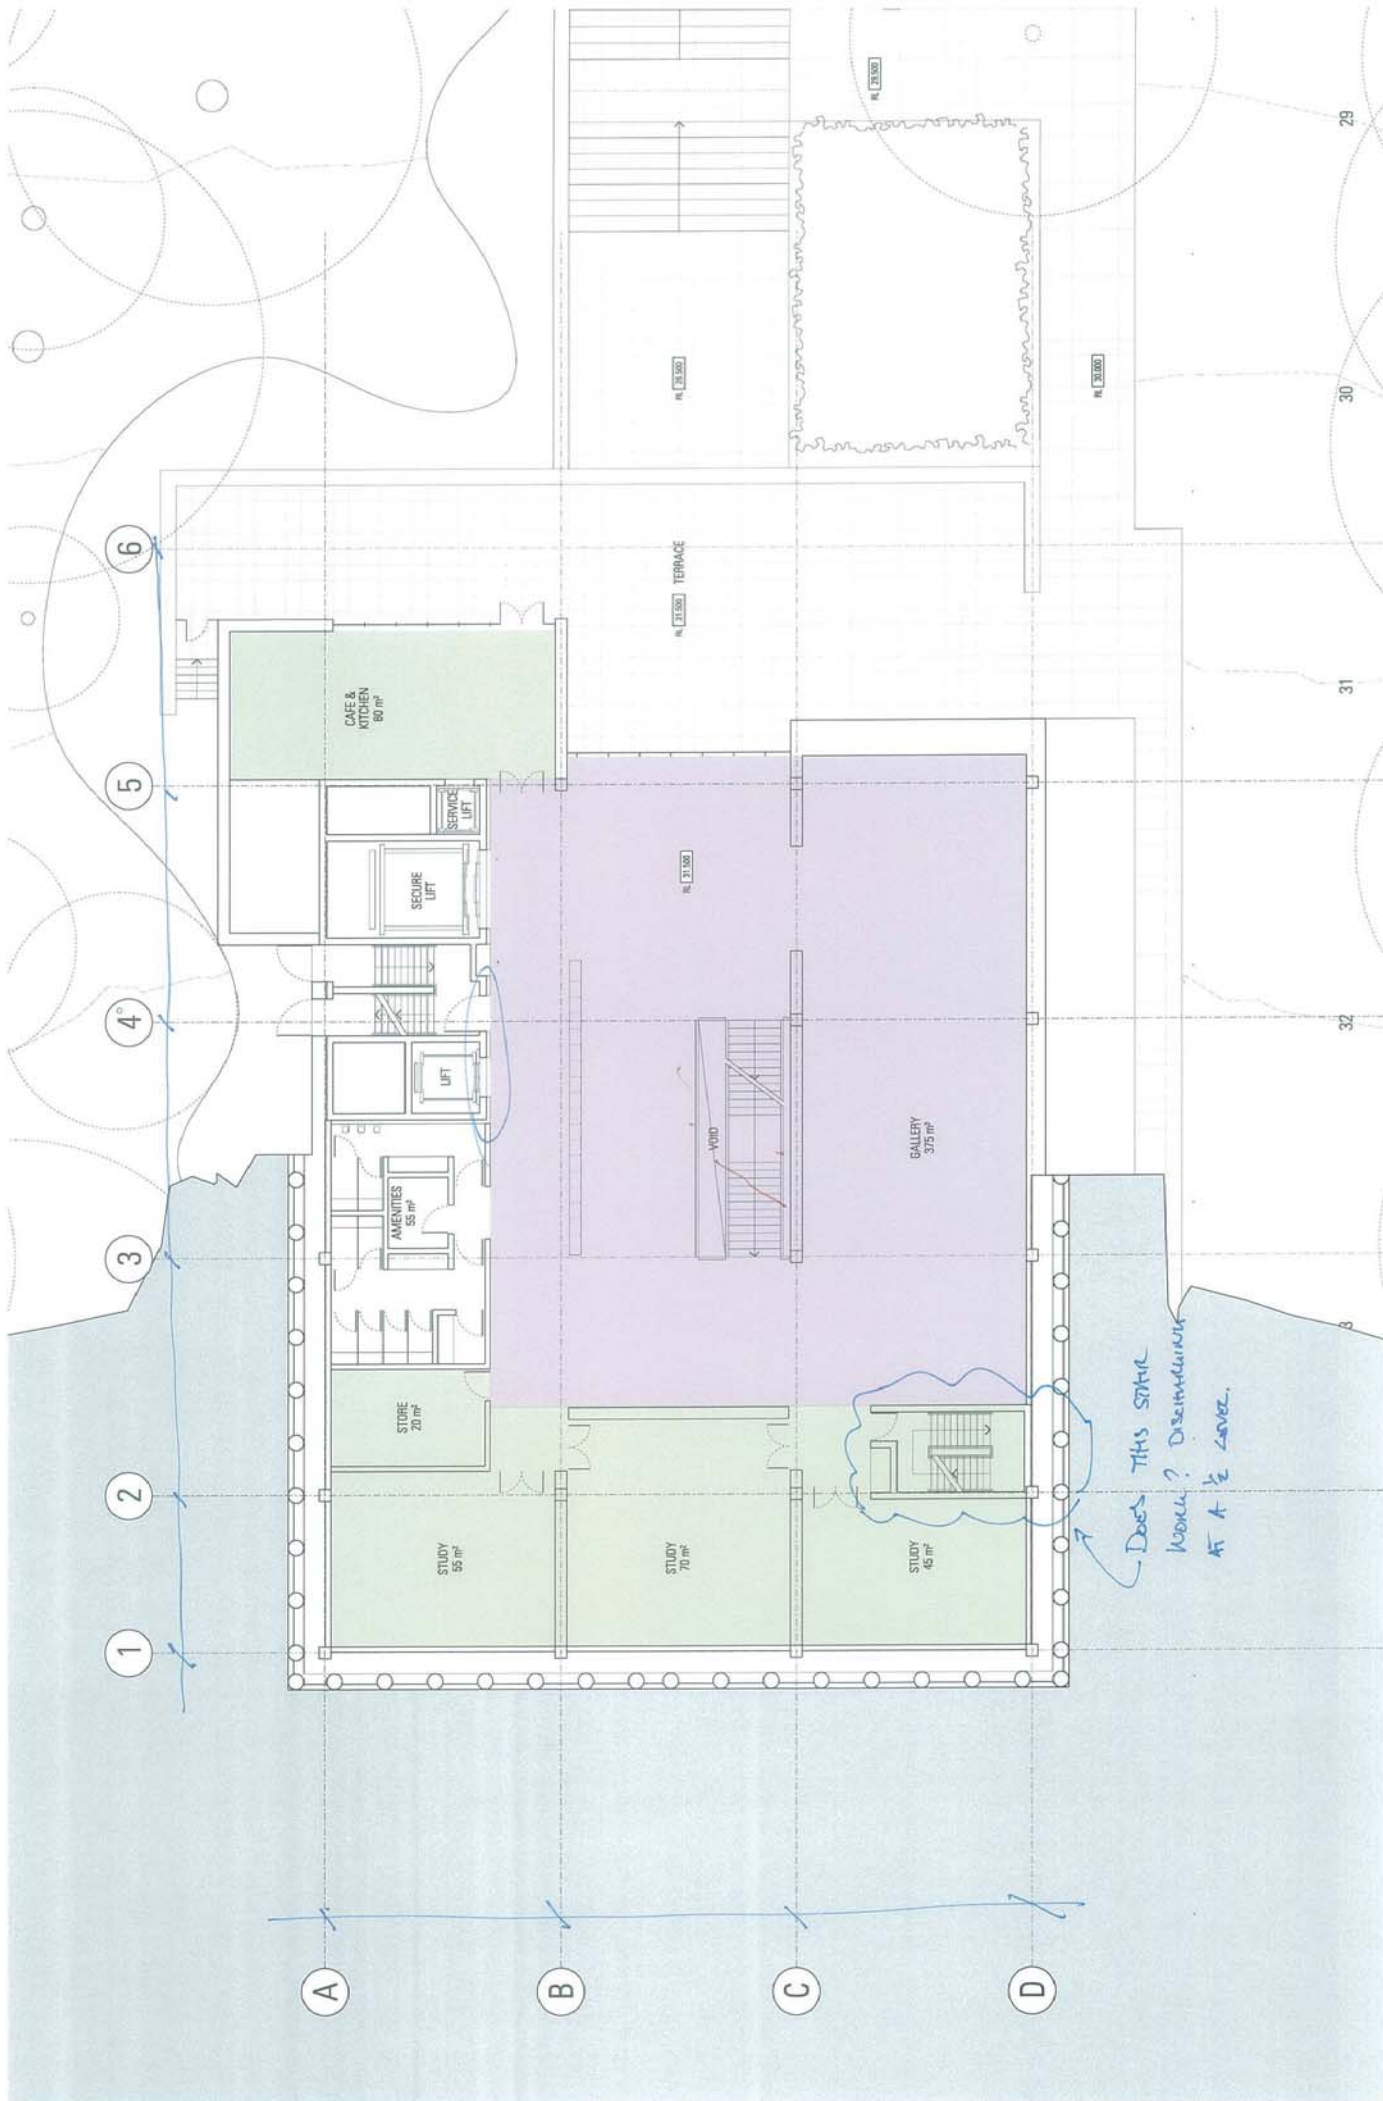 A
B
C
D
1
2
3
4°
5
6
STUDY
55 m²
STUDY
70 m²
STUDY
45 m²
STORE
20 m²
AMENITIES
55 m²
LIFT
SECURE
LIFT
SERVICE
LIFT
CAFE &
KITCHEN
80 m²
VOID
GALLERY
375 m²
RL 31.500
RL 31.500 TERRACE
RL 28.500
RL 29.500
RL 30.000
DOES THIS STAIR
WORK? DISCHARGING
AT A ½ LEVEL.
32
31
30
29